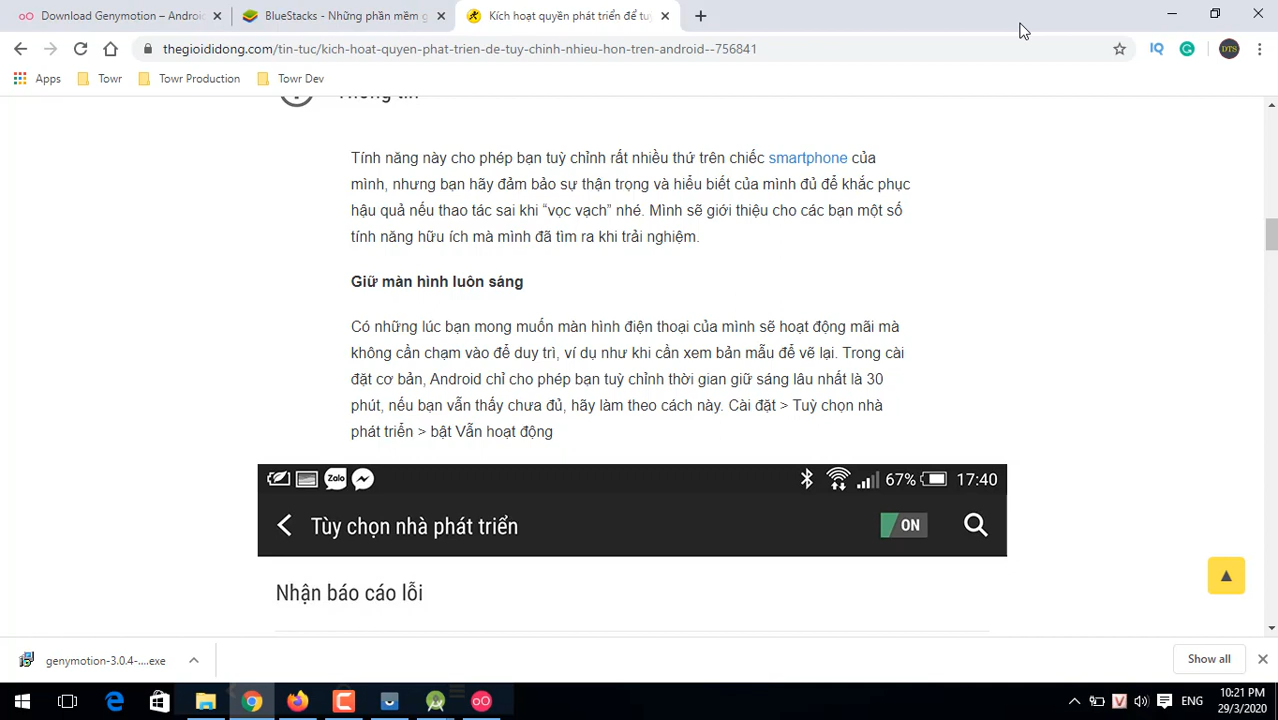 Download Genymotion – Android
BlueStacks - Những phần mềm g
Kích hoạt quyền phát triển để tuỳ
thegioididong.com/tin-tuc/kich-hoat-quyen-phat-trien-de-tuy-chinh-nhieu-hon-tren-android--756841
IQ
DTS
Apps
Towr
Towr Production
Towr Dev
Thông tin
Tính năng này cho phép bạn tuỳ chỉnh rất nhiều thứ trên chiếc smartphone của
mình, nhưng bạn hãy đảm bảo sự thận trọng và hiểu biết của mình đủ để khắc phục
hậu quả nếu thao tác sai khi “vọc vạch” nhé. Mình sẽ giới thiệu cho các bạn một số
tính năng hữu ích mà mình đã tìm ra khi trải nghiệm.
Giữ màn hình luôn sáng
Có những lúc bạn mong muốn màn hình điện thoại của mình sẽ hoạt động mãi mà
không cần chạm vào để duy trì, ví dụ như khi cần xem bản mẫu để vẽ lại. Trong cài
đặt cơ bản, Android chỉ cho phép bạn tuỳ chỉnh thời gian giữ sáng lâu nhất là 30
phút, nếu bạn vẫn thấy chưa đủ, hãy làm theo cách này. Cài đặt > Tuỳ chọn nhà
phát triển > bật Vẫn hoạt động
Zalo
67%
17:40
Tùy chọn nhà phát triển
ON
Nhận báo cáo lỗi
genymotion-3.0.4-....exe
Show all
V
ENG
10:21 PM
29/3/2020